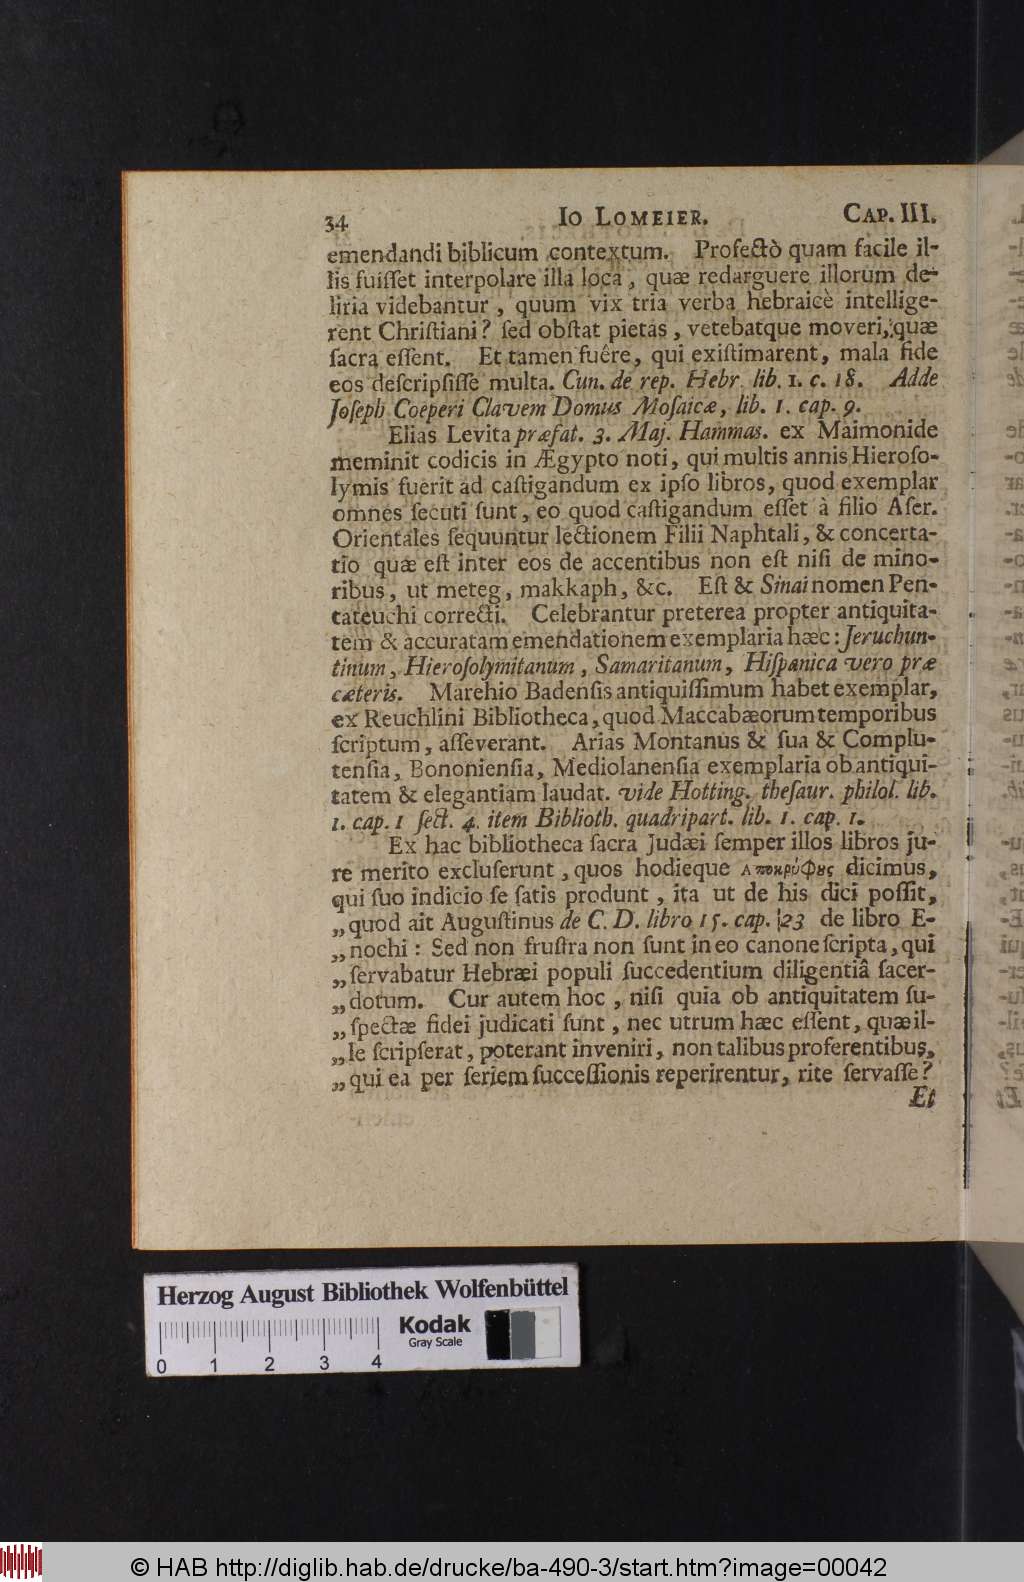 34 IO LOMEIER. CAP. III.
emendandi biblicum contextum. Profectò quam facile il-
lis fuiſſet interpolare illa loca, quæ redarguere illorum de-
liria videbantur, quum vix tria verba hebraicè intellige-
rent Chriſtiani? ſed obſtat pietas, vetebatque moveri, quæ
ſacra eſſent. Et tamen fuêre, qui exiſtimarent, mala fide
eos deſcripſiſſe multa. Cun. de rep. Hebr. lib. 1. c. 18. Adde
Joſeph Coeperi Clavem Domus Moſaicæ, lib. 1. cap. 9.
Elias Levita præfat. 3. Maj. Hammas. ex Maimonide
meminit codicis in Ægypto noti, qui multis annis Hieroſo-
lymis fuerit ad caſtigandum ex ipſo libros, quod exemplar
omnes ſecuti ſunt, eo quod caſtigandum eſſet à filio Aſer.
Orientales ſequuntur lectionem Filii Naphtali, & concerta-
tio quæ eſt inter eos de accentibus non eſt niſi de mino-
ribus, ut meteg, makkaph, &c. Eſt & Sinai nomen Pen-
tateuchi correcti. Celebrantur preterea propter antiquita-
tem & accuratam emendationem exemplaria hæc: Jeruchun-
tinum, Hieroſolymitanum, Samaritanum, Hiſpanica vero præ
cæteris. Marehio Badenſis antiquiſſimum habet exemplar,
ex Reuchlini Bibliotheca, quod Maccabæorum temporibus
ſcriptum, aſſeverant. Arias Montanus & ſua & Complu-
tenſia, Bononienſia, Mediolanenſia exemplaria ob antiqui-
tatem & elegantiam laudat. vide Hotting. theſaur. philol. lib.
1. cap. 1 ſect. 4. item Biblioth. quadripart. lib. 1. cap. 1.
Ex hac bibliotheca ſacra Judæi ſemper illos libros ju-
re merito excluſerunt, quos hodieque ἀποκρύφους dicimus,
qui ſuo indicio ſe ſatis produnt, ita ut de his dici poſſit,
„quod ait Auguſtinus de C. D. libro 15. cap. 23 de libro E-
„nochi: Sed non fruſtra non ſunt in eo canone ſcripta, qui
„ſervabatur Hebræi populi ſuccedentium diligentiâ ſacer-
„dotum. Cur autem hoc, niſi quia ob antiquitatem ſu-
„ſpectæ fidei judicati ſunt, nec utrum hæc eſſent, quæ il-
„le ſcripſerat, poterant inveniri, non talibus proferentibus,
„qui ea per ſeriem ſucceſſionis reperirentur, rite ſervaſſe?
Et
Herzog August Bibliothek Wolfenbüttel
Kodak
Gray Scale
0 1 2 3 4
© HAB http://diglib.hab.de/drucke/ba-490-3/start.htm?image=00042